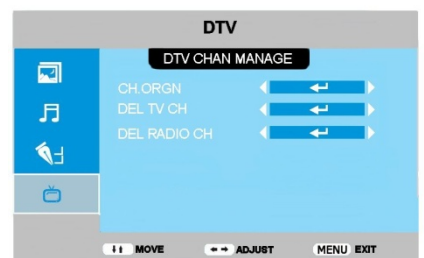 DTV
DTV CHAN MANAGE
CH.ORGN
DEL TV CH
DEL RADIO CH
MOVE ADJUST MENU EXIT